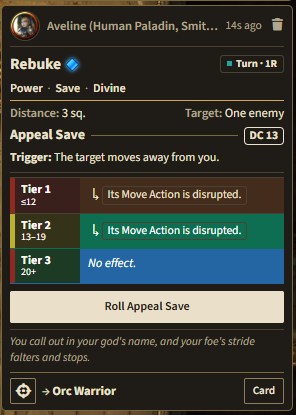 Aveline (Human Paladin, Smit... 14s ago
Rebuke Turn · 1R
Power · Save · Divine
Distance: 3 sq. Target: One enemy
Appeal Save DC 13
Trigger: The target moves away from you.
Tier 1 ↳ Its Move Action is disrupted.
≤12
Tier 2 ↳ Its Move Action is disrupted.
13–19
Tier 3 No effect.
20+
Roll Appeal Save
You call out in your god's name, and your foe's stride
falters and stops.
→ Orc Warrior Card